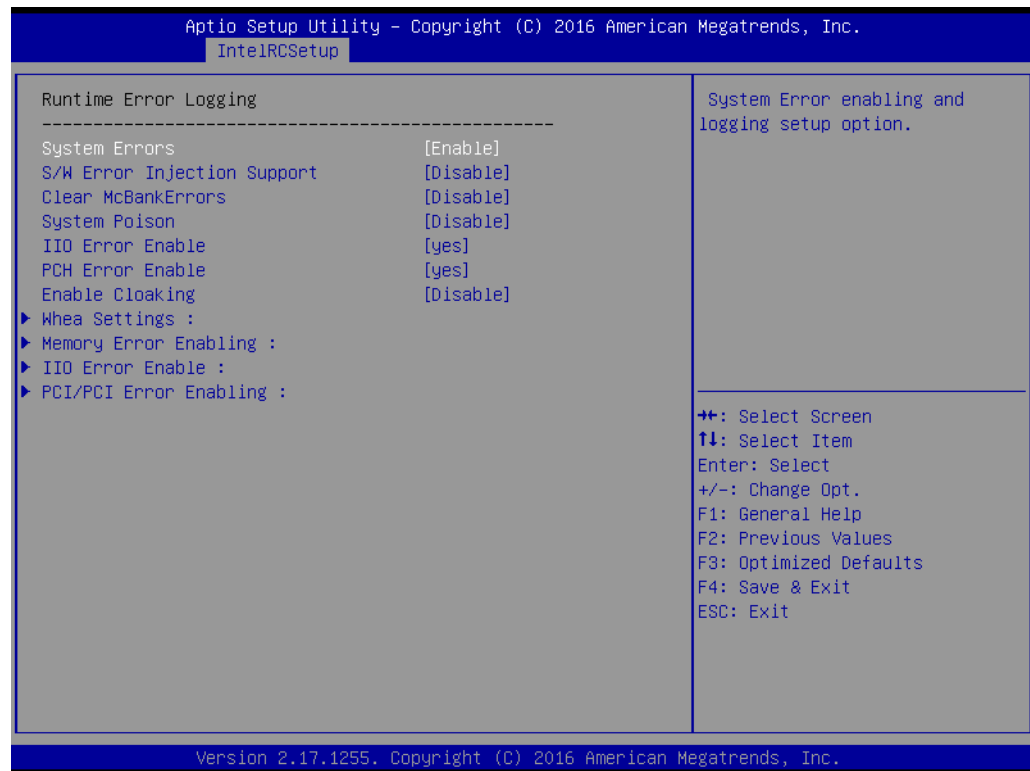 Aptio Setup Utility – Copyright (C) 2016 American Megatrends, Inc.
IntelRCSetup
Runtime Error Logging
------------------------------------------------
System Errors [Enable]
S/W Error Injection Support [Disable]
Clear McBankErrors [Disable]
System Poison [Disable]
IIO Error Enable [yes]
PCH Error Enable [yes]
Enable Cloaking [Disable]
Whea Settings :
Memory Error Enabling :
IIO Error Enable :
PCI/PCI Error Enabling :
System Error enabling and
logging setup option.
→←: Select Screen
↑↓: Select Item
Enter: Select
+/-: Change Opt.
F1: General Help
F2: Previous Values
F3: Optimized Defaults
F4: Save & Exit
ESC: Exit
Version 2.17.1255. Copyright (C) 2016 American Megatrends, Inc.